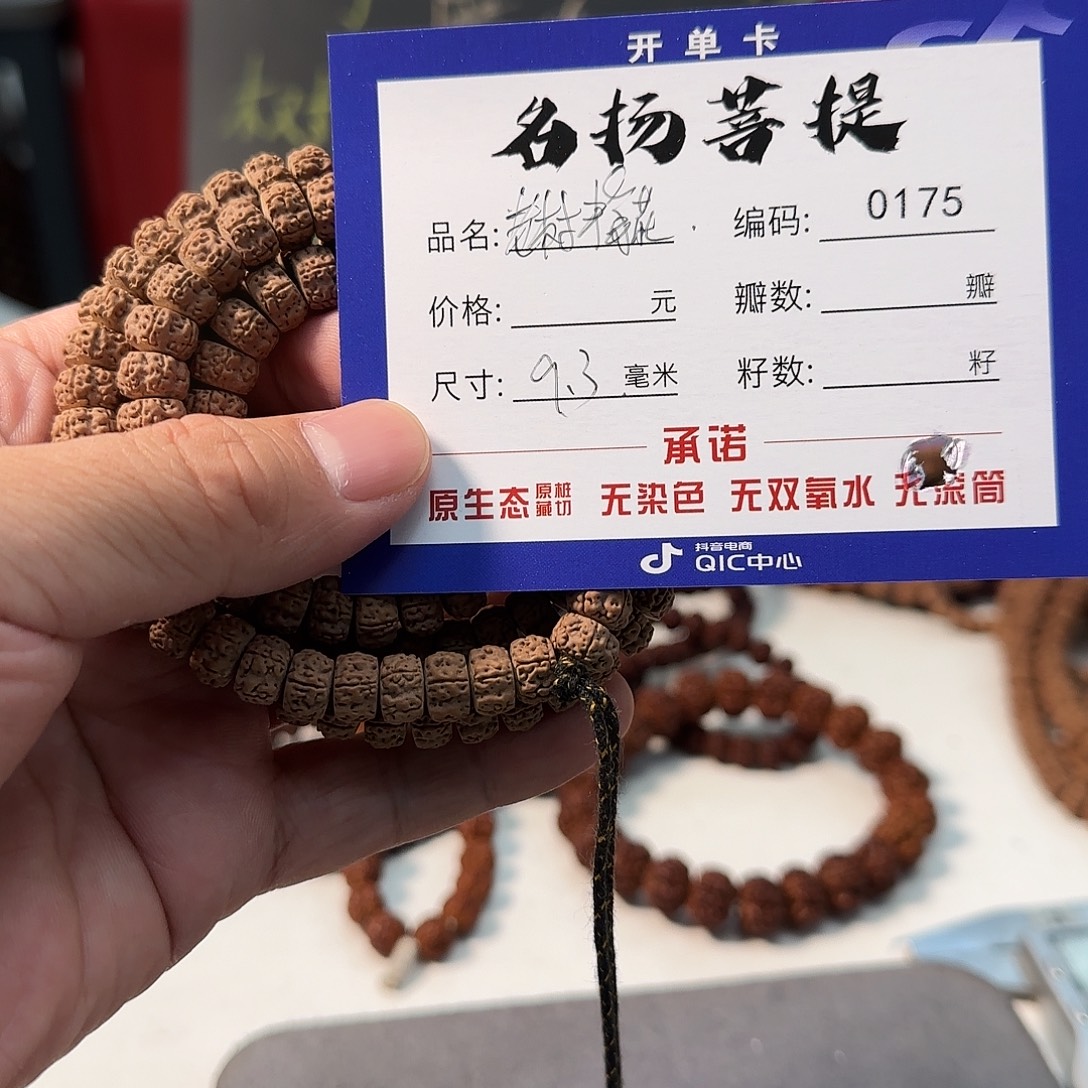 开单卡
名扬菩提
品名: 编码: 0175
价格: 元 瓣数: 瓣
尺寸: 9.3 毫米 籽数: 籽
承诺
原生态 原桩藏切 无染色 无双氧水 无滚筒
抖音电商
QIC中心